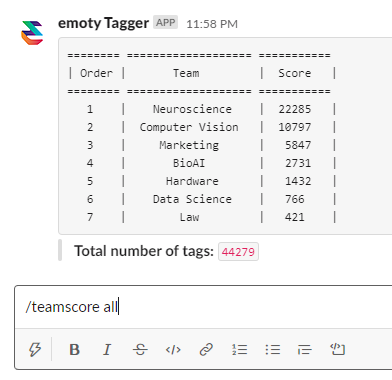 emoty Tagger APP 11:58 PM
======== =================== ===========
| Order | Team | Score |
======== =================== ===========
1 | Neuroscience | 22285 |
2 | Computer Vision | 10797 |
3 | Marketing | 5847 |
4 | BioAI | 2731 |
5 | Hardware | 1432 |
6 | Data Science | 766 |
7 | Law | 421 |
Total number of tags: 44279
/teamscore all
B I S </>